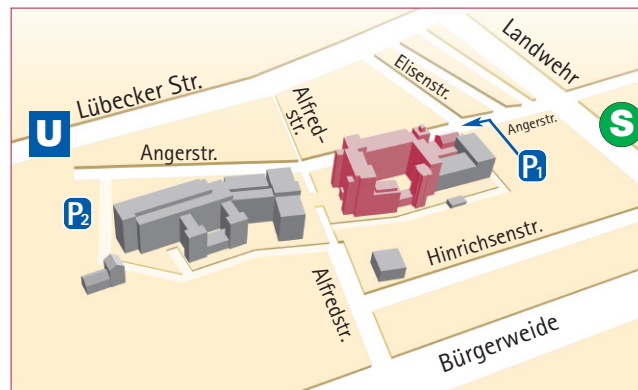 Landwehr
Elisenstr.
Lübecker Str.
Alfred-
str.
U
S
Angerstr.
Angerstr.
P1
P2
Hinrichsenstr.
Alfredstr.
Bürgerweide